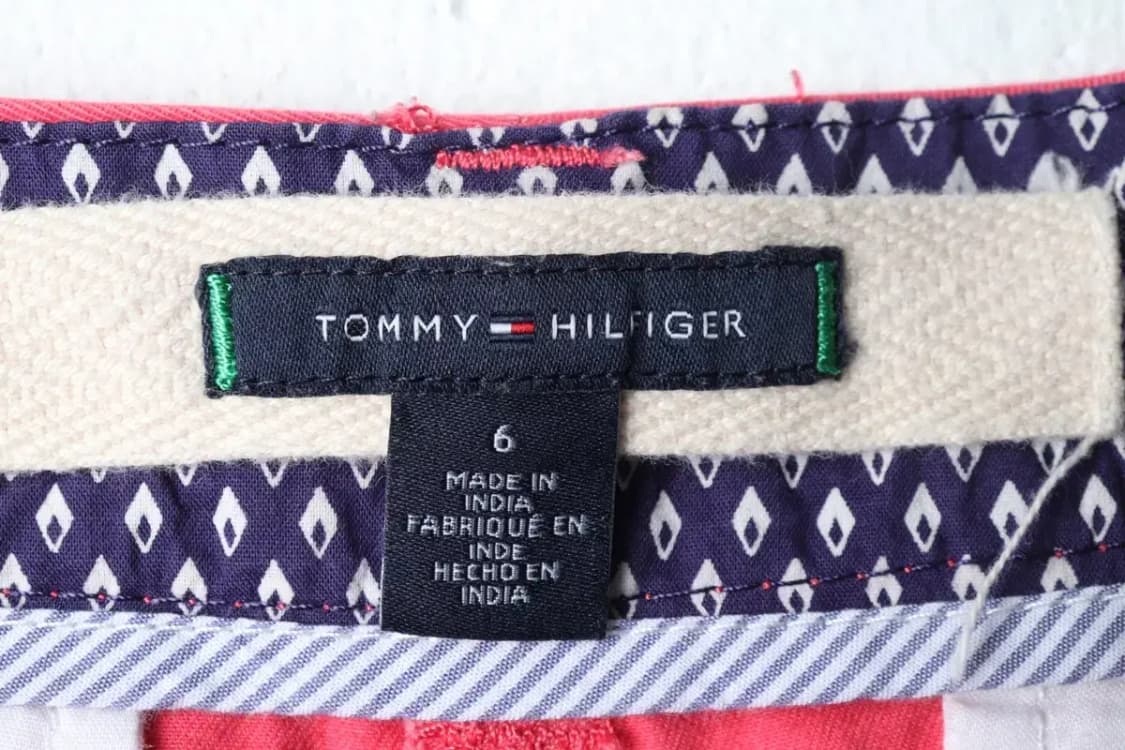 TOMMY HILFIGER
6
MADE IN
INDIA
FABRIQUÉ EN
INDE
HECHO EN
INDIA